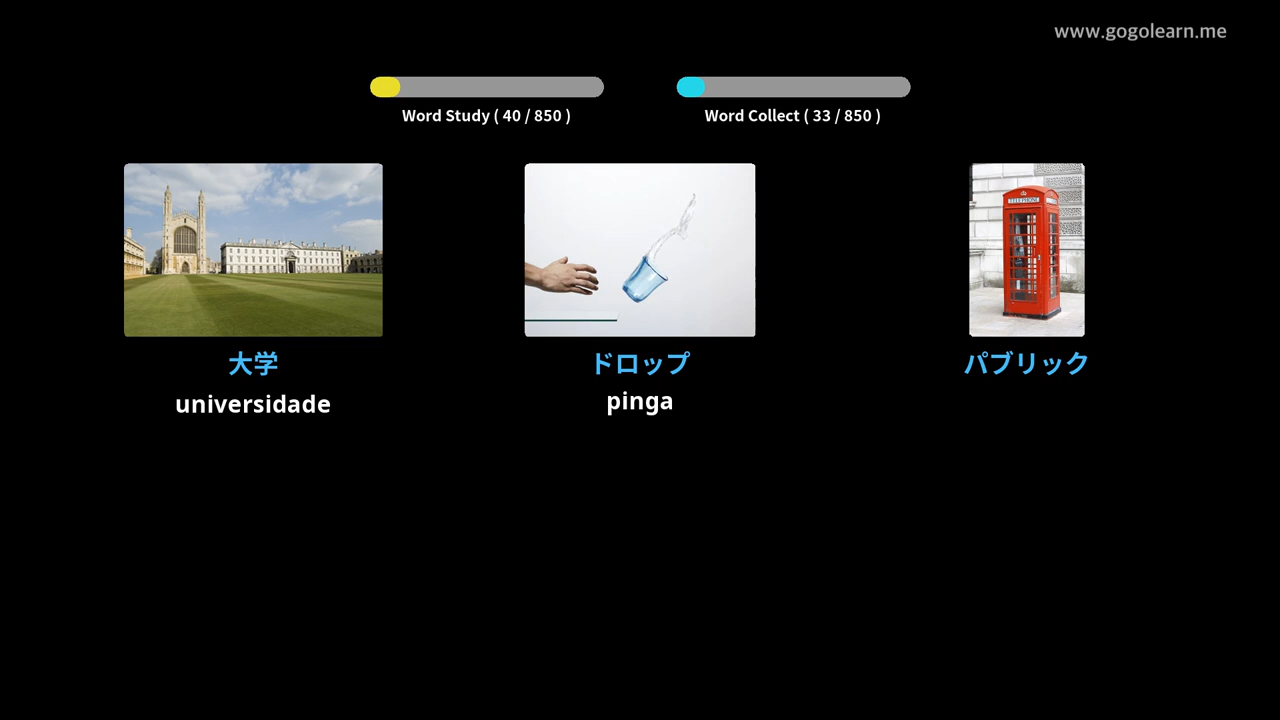 www.gogolearn.me
Word Study ( 40 / 850 )
Word Collect ( 33 / 850 )
TELEPHONE
大学
ドロップ
パブリック
universidade
pinga